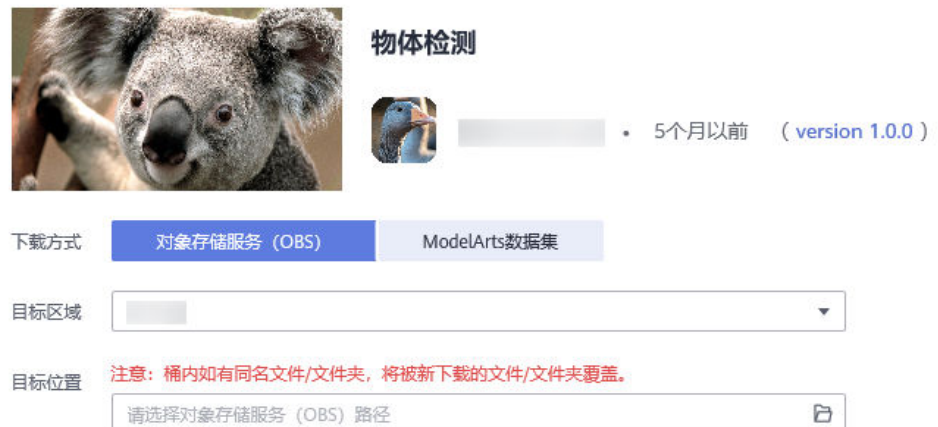 物体检测
• 5个月以前 （version 1.0.0）
下载方式 对象存储服务（OBS） ModelArts数据集
目标区域
目标位置 注意：桶内如有同名文件/文件夹，将被新下载的文件/文件夹覆盖。
请选择对象存储服务（OBS）路径